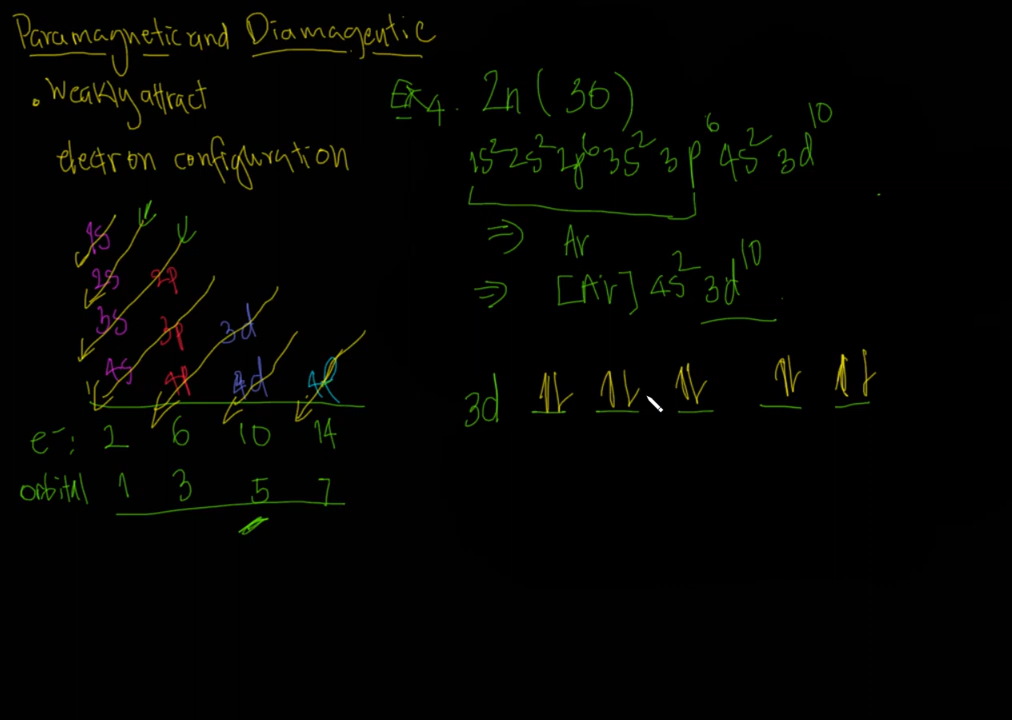 Paramagnetic and Diamagentic
. Weakly attract
electron configuration
1s
2s 2p
3s 3p 3d
4s 4p 4d 4f
e⁻: 2 6 10 14
orbital 1 3 5 7
Ex 4. Zn (30)
1s² 2s² 2p⁶ 3s² 3p⁶ 4s² 3d¹⁰
⇒ Ar
⇒ [Ar] 4s² 3d¹⁰
3d ↿⇂ ↿⇂ ↿⇂ ↿⇂ ↿⇂